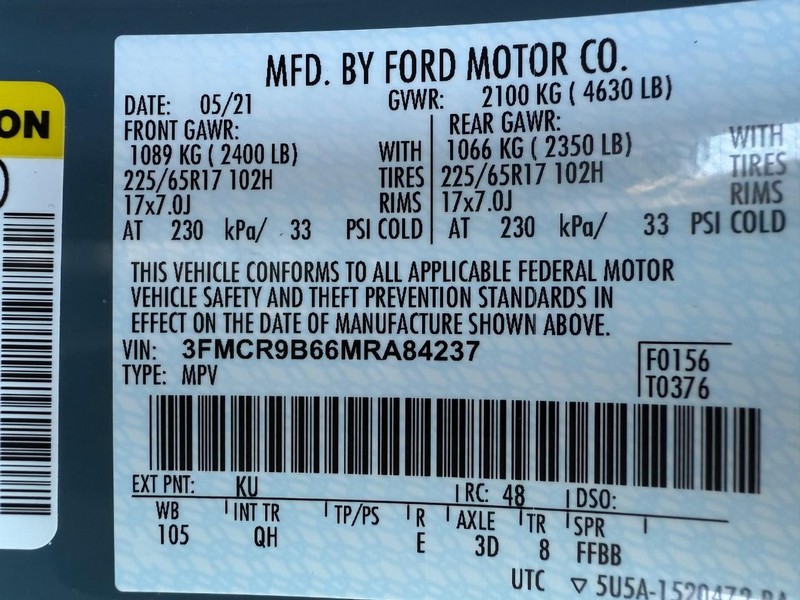 ON
MFD. BY FORD MOTOR CO.
DATE: 05/21 GVWR: 2100 KG ( 4630 LB)
FRONT GAWR: REAR GAWR:
1089 KG ( 2400 LB) WITH 1066 KG ( 2350 LB) WITH
225/65R17 102H TIRES 225/65R17 102H TIRES
17x7.0J RIMS 17x7.0J RIMS
AT 230 kPa/ 33 PSI COLD AT 230 kPa/ 33 PSI COLD
THIS VEHICLE CONFORMS TO ALL APPLICABLE FEDERAL MOTOR
VEHICLE SAFETY AND THEFT PREVENTION STANDARDS IN
EFFECT ON THE DATE OF MANUFACTURE SHOWN ABOVE.
VIN: 3FMCR9B66MRA84237 F0156
TYPE: MPV T0376
EXT PNT: KU RC: 48 DSO:
WB INT TR TP/PS R AXLE TR SPR
105 QH E 3D 8 FFBB
UTC ▽